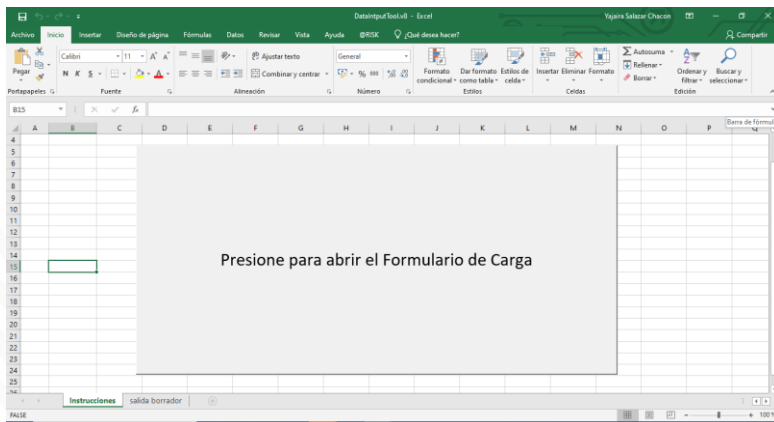 DataIntputTool.v8 - Excel
Yajaira Salazar Chacon
Archivo Inicio Insertar Diseño de página Fórmulas Datos Revisar Vista Ayuda @RISK ¿Qué desea hacer? Compartir
Pegar
Calibri 11 A A
N K S
A
Ajustar texto
Combinar y centrar
General
% 000
Formato condicional
Dar formato como tabla
Estilos de celda
Insertar Eliminar Formato
Autosuma
Rellenar
Borrar
Ordenar y filtrar
Buscar y seleccionar
Portapapeles Fuente Alineación Número Estilos Celdas Edición
B15 fx
Barra de fórmul
A B C D E F G H I J K L M N O P Q
4
5
6
7
8
9
10
11
12
13
14
15
16
17
18
19
20
21
22
23
24
25
Presione para abrir el Formulario de Carga
Instrucciones salida borrador
FALSE
100 %